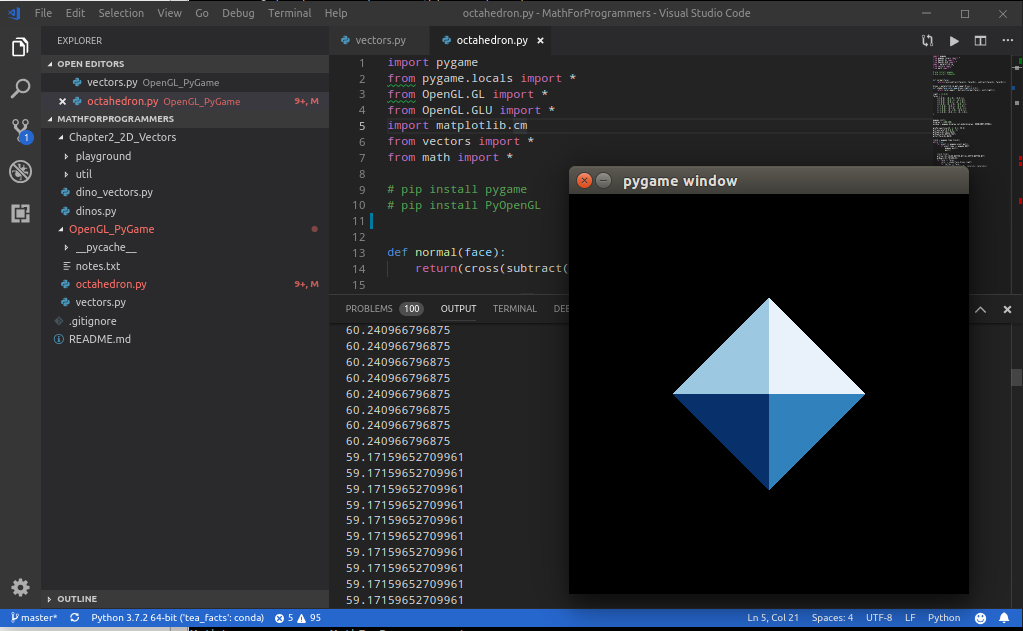 File Edit Selection View Go Debug Terminal Help octahedron.py - MathForProgrammers - Visual Studio Code
EXPLORER
OPEN EDITORS
vectors.py OpenGL_PyGame
octahedron.py OpenGL_PyGame 9+, M
MATHFORPROGRAMMERS
Chapter2_2D_Vectors
playground
util
dino_vectors.py
dinos.py
OpenGL_PyGame
__pycache__
notes.txt
octahedron.py 9+, M
vectors.py
.gitignore
README.md
OUTLINE
1
vectors.py octahedron.py
1 import pygame
2 from pygame.locals import *
3 from OpenGL.GL import *
4 from OpenGL.GLU import *
5 import matplotlib.cm
6 from vectors import *
7 from math import *
8
9 # pip install pygame
10 # pip install PyOpenGL
11
12
13 def normal(face):
14 return(cross(subtract(
15
PROBLEMS 100 OUTPUT TERMINAL DEB
60.240966796875
60.240966796875
60.240966796875
60.240966796875
60.240966796875
60.240966796875
60.240966796875
60.240966796875
59.17159652709961
59.17159652709961
59.17159652709961
59.17159652709961
59.17159652709961
59.17159652709961
59.17159652709961
59.17159652709961
59.17159652709961
59.17159652709961
pygame window
master* Python 3.7.2 64-bit ('tea_facts': conda) 5 95 Ln 5, Col 21 Spaces: 4 UTF-8 LF Python